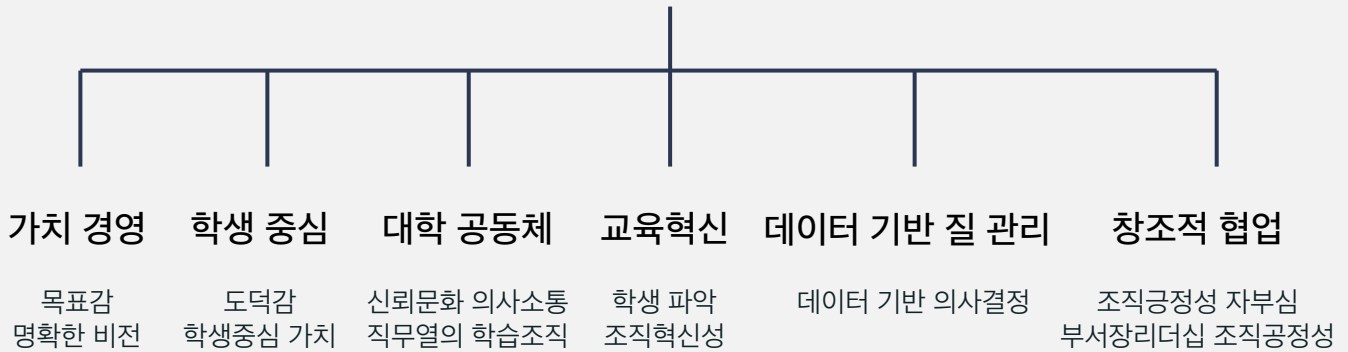 가치 경영
학생 중심
대학 공동체
교육혁신
데이터 기반 질 관리
창조적 협업
목표감
명확한 비전
도덕감
학생중심 가치
신뢰문화 의사소통
직무열의 학습조직
학생 파악
조직혁신성
데이터 기반 의사결정
조직긍정성 자부심
부서장리더십 조직공정성